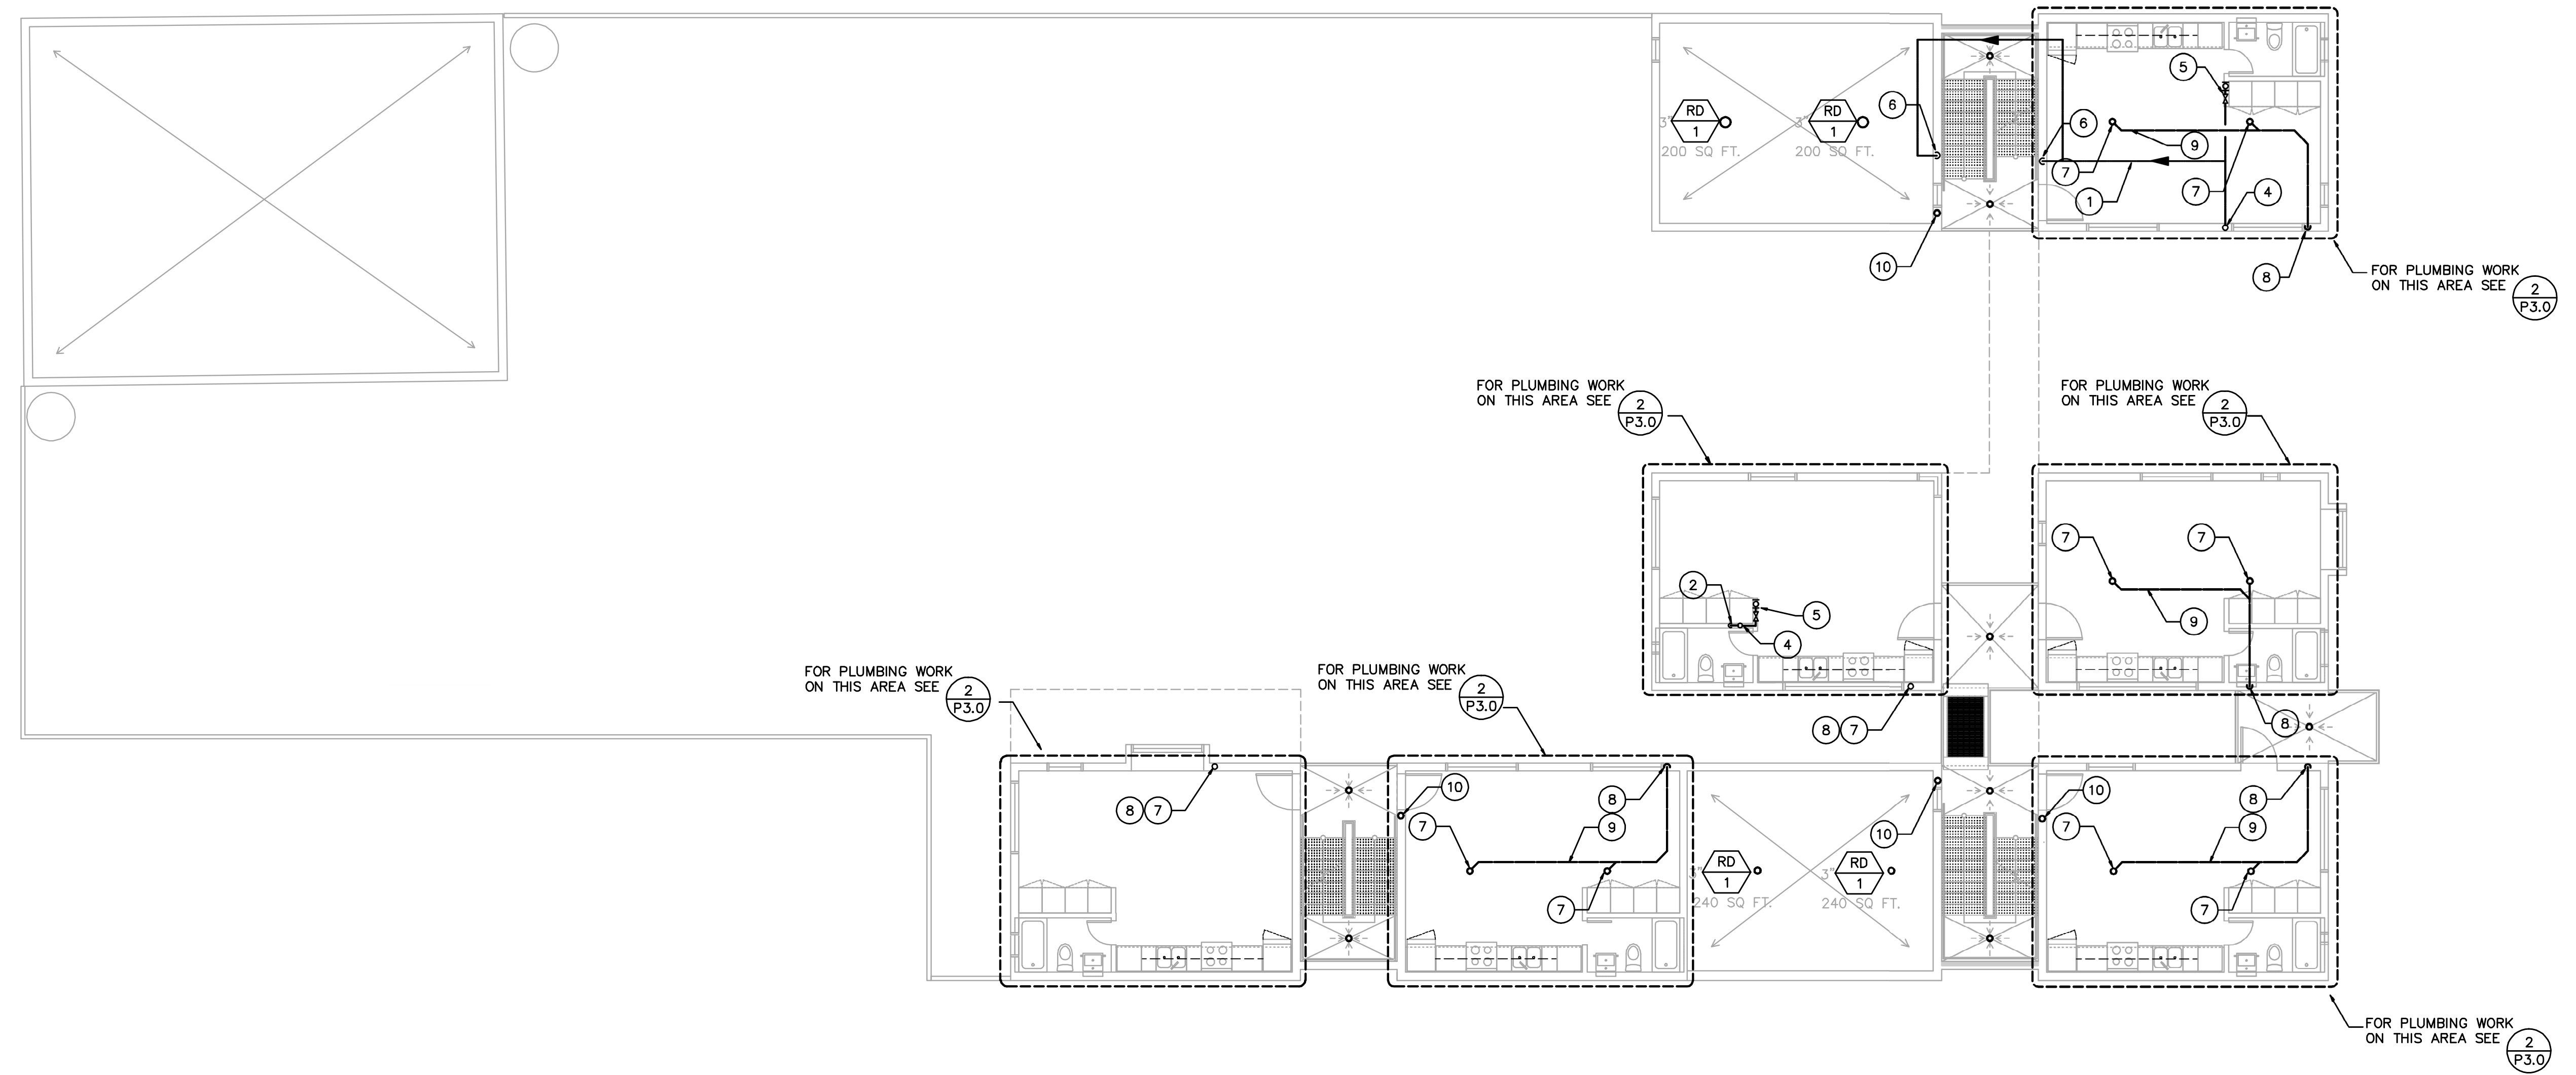 5
RD
1
3"
200 SQ FT.
RD
1
3"
200 SQ FT.
6
6
7
9
7
4
1
10
8
FOR PLUMBING WORK
ON THIS AREA SEE
2
P3.0
FOR PLUMBING WORK
ON THIS AREA SEE
2
P3.0
FOR PLUMBING WORK
ON THIS AREA SEE
2
P3.0
7
7
2
5
4
9
8
7
8
FOR PLUMBING WORK
ON THIS AREA SEE
2
P3.0
FOR PLUMBING WORK
ON THIS AREA SEE
2
P3.0
8
7
10
7
8
9
7
10
10
7
8
9
7
RD
1
3"
240 SQ FT.
RD
1
3"
240 SQ FT.
FOR PLUMBING WORK
ON THIS AREA SEE
2
P3.0